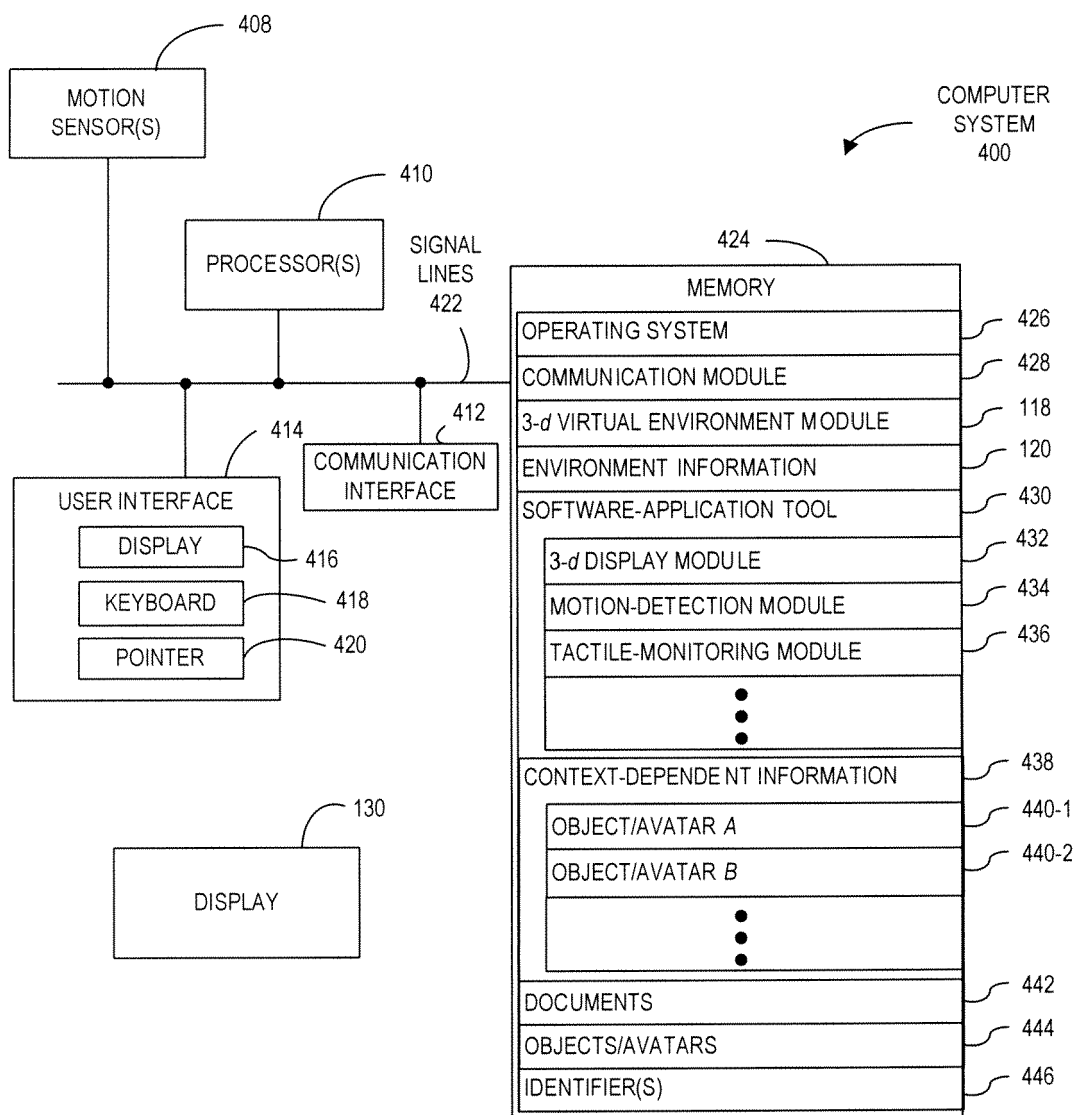 408
MOTION
SENSOR(S)
COMPUTER
SYSTEM
400
410
PROCESSOR(S)
SIGNAL
LINES
422
424
MEMORY
OPERATING SYSTEM
426
COMMUNICATION MODULE
428
3-d VIRTUAL ENVIRONMENT MODULE
118
ENVIRONMENT INFORMATION
120
SOFTWARE-APPLICATION TOOL
430
3-d DISPLAY MODULE
432
MOTION-DETECTION MODULE
434
TACTILE-MONITORING MODULE
436
CONTEXT-DEPENDENT INFORMATION
438
OBJECT/AVATAR A
440-1
OBJECT/AVATAR B
440-2
DOCUMENTS
442
OBJECTS/AVATARS
444
IDENTIFIER(S)
446
412
COMMUNICATION
INTERFACE
414
USER INTERFACE
DISPLAY
416
KEYBOARD
418
POINTER
420
130
DISPLAY